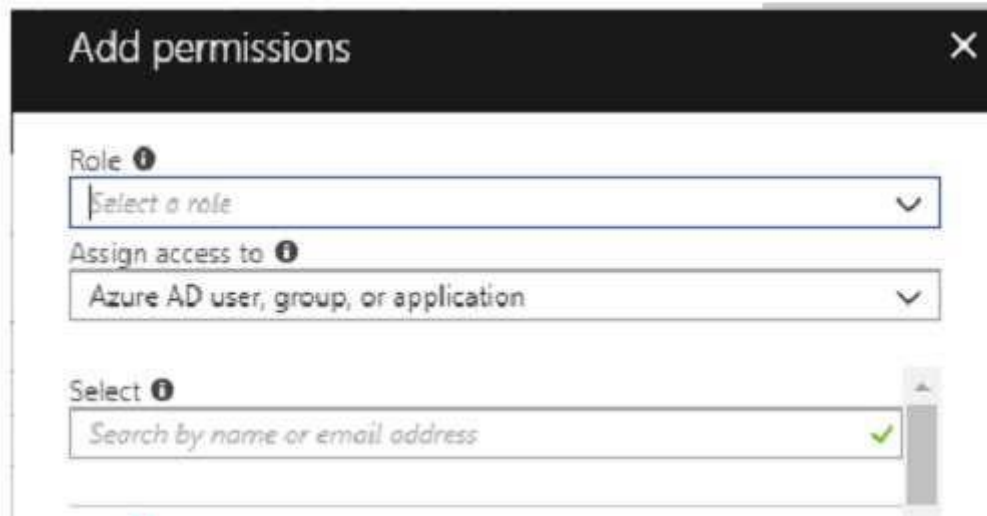 Add permissions
Role
Select a role
Assign access to
Azure AD user, group, or application
Select
Search by name or email address